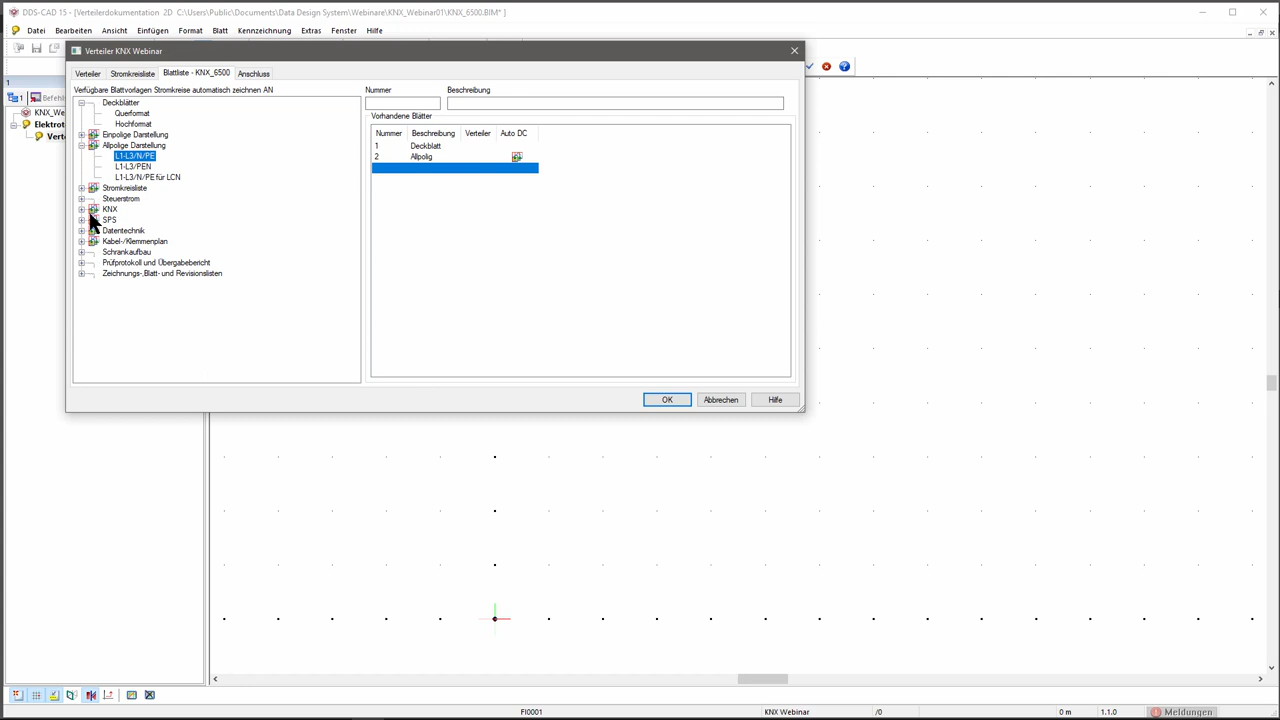 DDS-CAD 15 - [Verteilerdokumentation 2D C:\Users\Public\Documents\Data Design System\Webinare\KNX_Webinar01\KNX_6500.BIM* ]
Datei Bearbeiten Ansicht Einfügen Format Blatt Kennzeichnung Extras Fenster Hilfe
Verteiler KNX Webinar
Verteiler Stromkreisliste Blattliste - KNX_6500 Anschluss
Verfügbare Blattvorlagen Stromkreise automatisch zeichnen AN
Deckblätter
Querformat
Hochformat
Einpolige Darstellung
Allpolige Darstellung
L1-L3/N/PE
L1-L3/PEN
L1-L3/N/PE für LCN
Stromkreisliste
Steuerstrom
KNX
SPS
Datentechnik
Kabel-/Klemmenplan
Schrankaufbau
Prüfprotokoll und Übergabebericht
Zeichnungs-,Blatt- und Revisionslisten
Nummer Beschreibung
Vorhandene Blätter
Nummer Beschreibung Verteiler Auto DC
1 Deckblatt
2 Allpolig
OK Abbrechen Hilfe
1
1 Befehl
KNX_We
Elektrot
Vert
FI0001 KNX Webinar /0 0 m 1.1.0 Meldungen